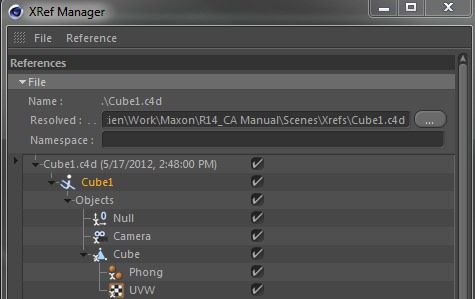 XRef Manager
File Reference
References
File
Name : .\Cube1.c4d
Resolved : . . ien\Work\Maxon\R14_CA Manual\Scenes\Xrefs\Cube1.c4d ...
Namespace :
Cube1.c4d (5/17/2012, 2:48:00 PM)
Cube1
Objects
Null
Camera
Cube
Phong
UVW